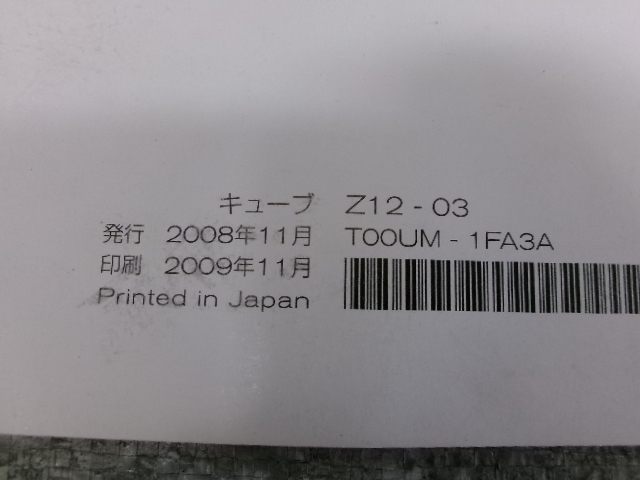 キューブ Z12 - 03
発行 2008年11月 T00UM - 1FA3A
印刷 2009年11月
Printed in Japan